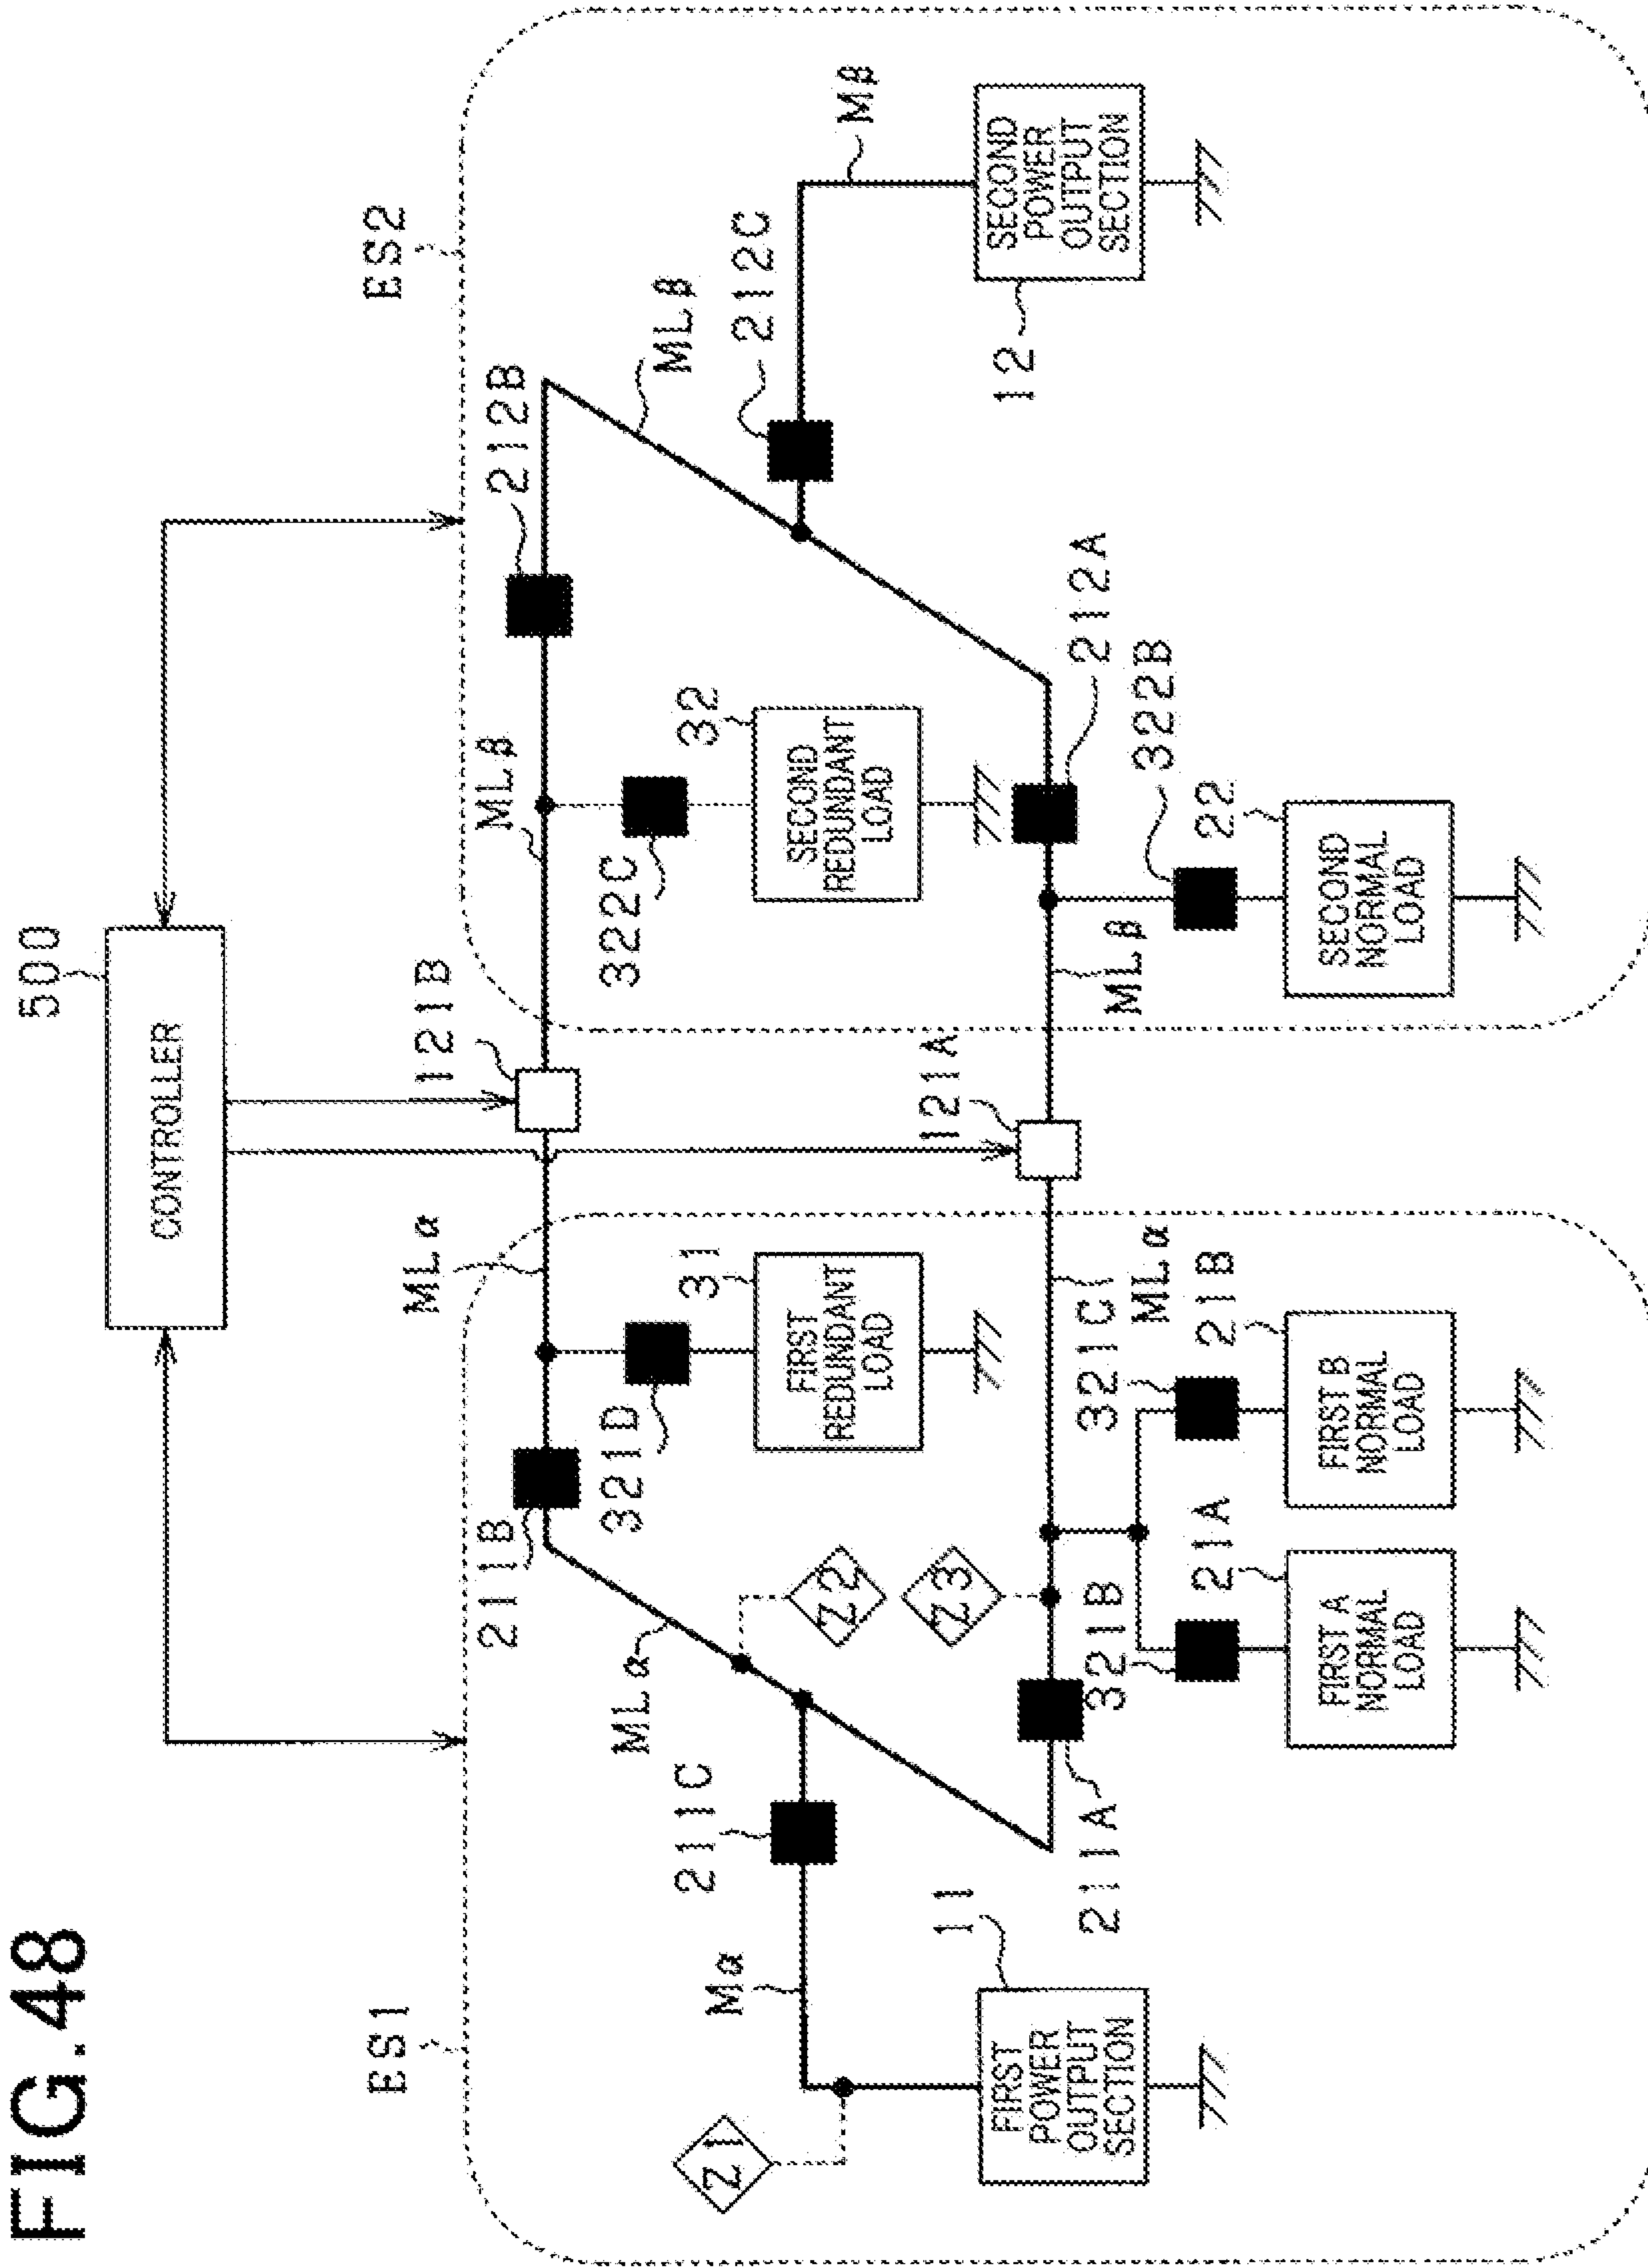 FIG.48
500
CONTROLLER
ES1
ES2
MLα
121B
MLβ
212B
211B
321D
31
FIRST
REDUNDANT
LOAD
322C
32
SECOND
REDUNDANT
LOAD
MLβ
212C
Mβ
MLα
211C
Mα
Z1
Z2
Z3
11
FIRST
POWER
OUTPUT
SECTION
12
SECOND
POWER
OUTPUT
SECTION
121A
211A
321B
321C
MLα
MLβ
212A
322B
21A
FIRST A
NORMAL
LOAD
21B
FIRST B
NORMAL
LOAD
22
SECOND
NORMAL
LOAD